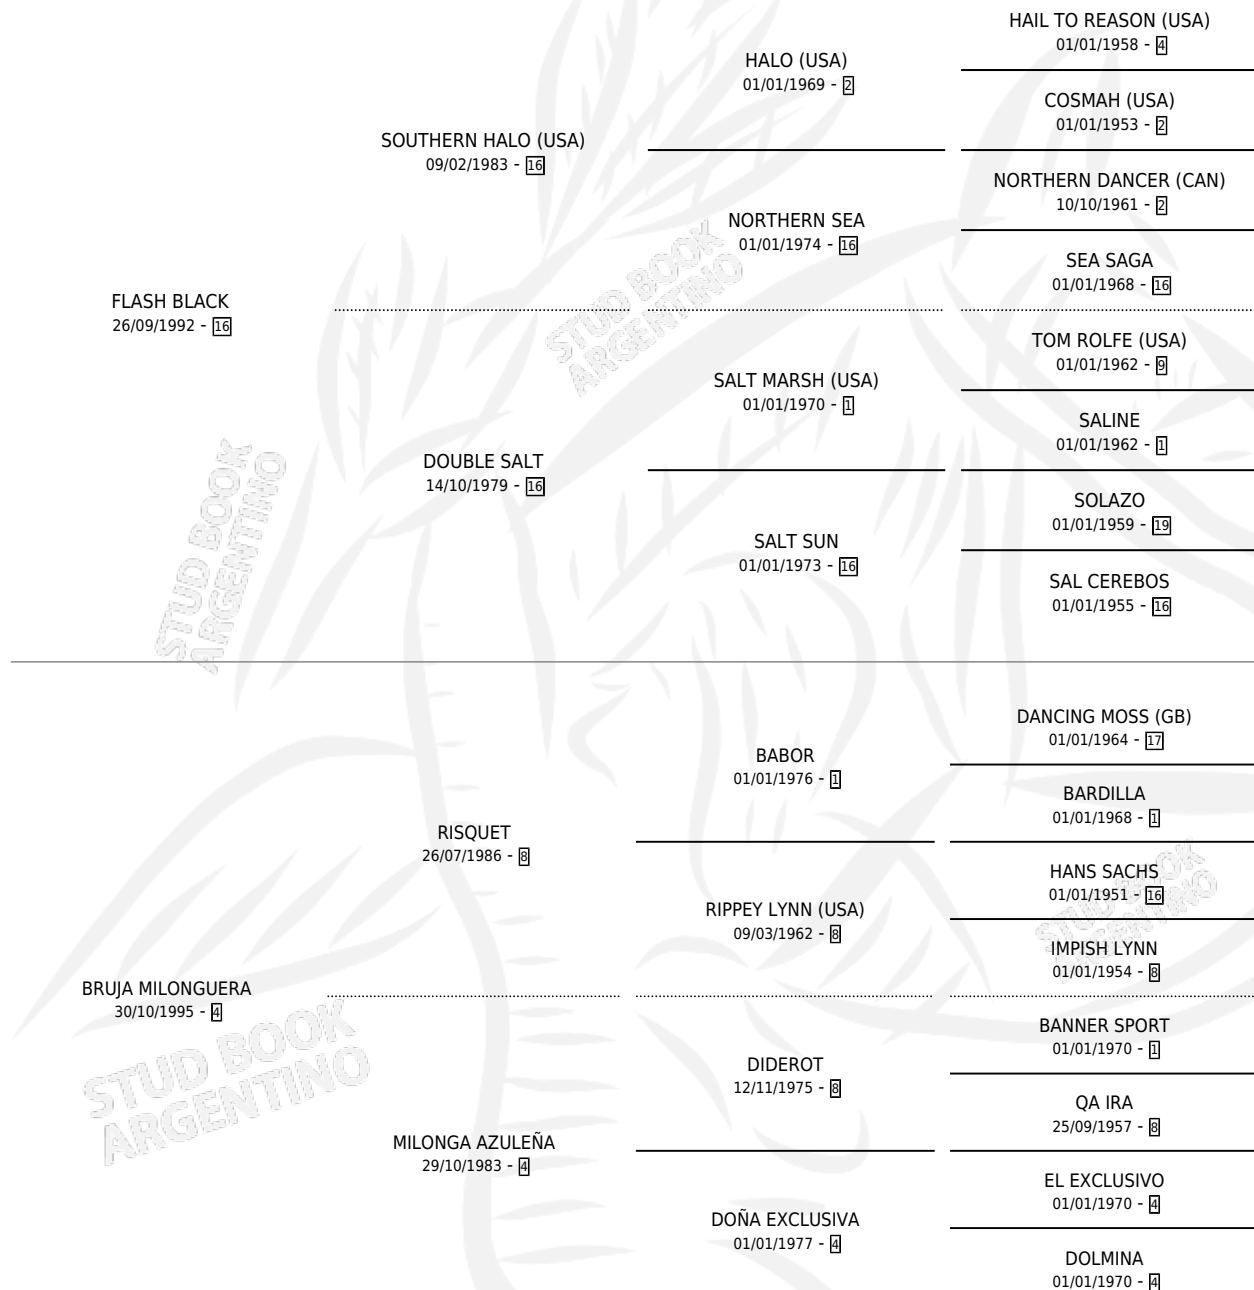 HAIL TO REASON (USA)
01/01/1958 - 4
HALO (USA)
01/01/1969 - 2
COSMAH (USA)
01/01/1953 - 2
SOUTHERN HALO (USA)
09/02/1983 - 16
NORTHERN DANCER (CAN)
10/10/1961 - 2
NORTHERN SEA
01/01/1974 - 16
SEA SAGA
01/01/1968 - 16
FLASH BLACK
26/09/1992 - 16
STUD BOOK
ARGENTINO
TOM ROLFE (USA)
01/01/1962 - 9
SALT MARSH (USA)
01/01/1970 - 1
SALINE
01/01/1962 - 1
DOUBLE SALT
14/10/1979 - 16
SOLAZO
01/01/1959 - 19
SALT SUN
01/01/1973 - 16
SAL CEREBOS
01/01/1955 - 16
STUD BOOK
ARGENTINO
DANCING MOSS (GB)
01/01/1964 - 17
BABOR
01/01/1976 - 1
BARDILLA
01/01/1968 - 1
RISQUET
26/07/1986 - 8
HANS SACHS
01/01/1951 - 16
RIPPEY LYNN (USA)
09/03/1962 - 8
STUD BOOK
ARGENTINO
IMPISH LYNN
01/01/1954 - 8
BRUJA MILONGUERA
30/10/1995 - 4
STUD BOOK
ARGENTINO
BANNER SPORT
01/01/1970 - 1
DIDEROT
12/11/1975 - 8
QA IRA
25/09/1957 - 8
MILONGA AZULEÑA
29/10/1983 - 4
EL EXCLUSIVO
01/01/1970 - 4
DOÑA EXCLUSIVA
01/01/1977 - 4
DOLMINA
01/01/1970 - 4